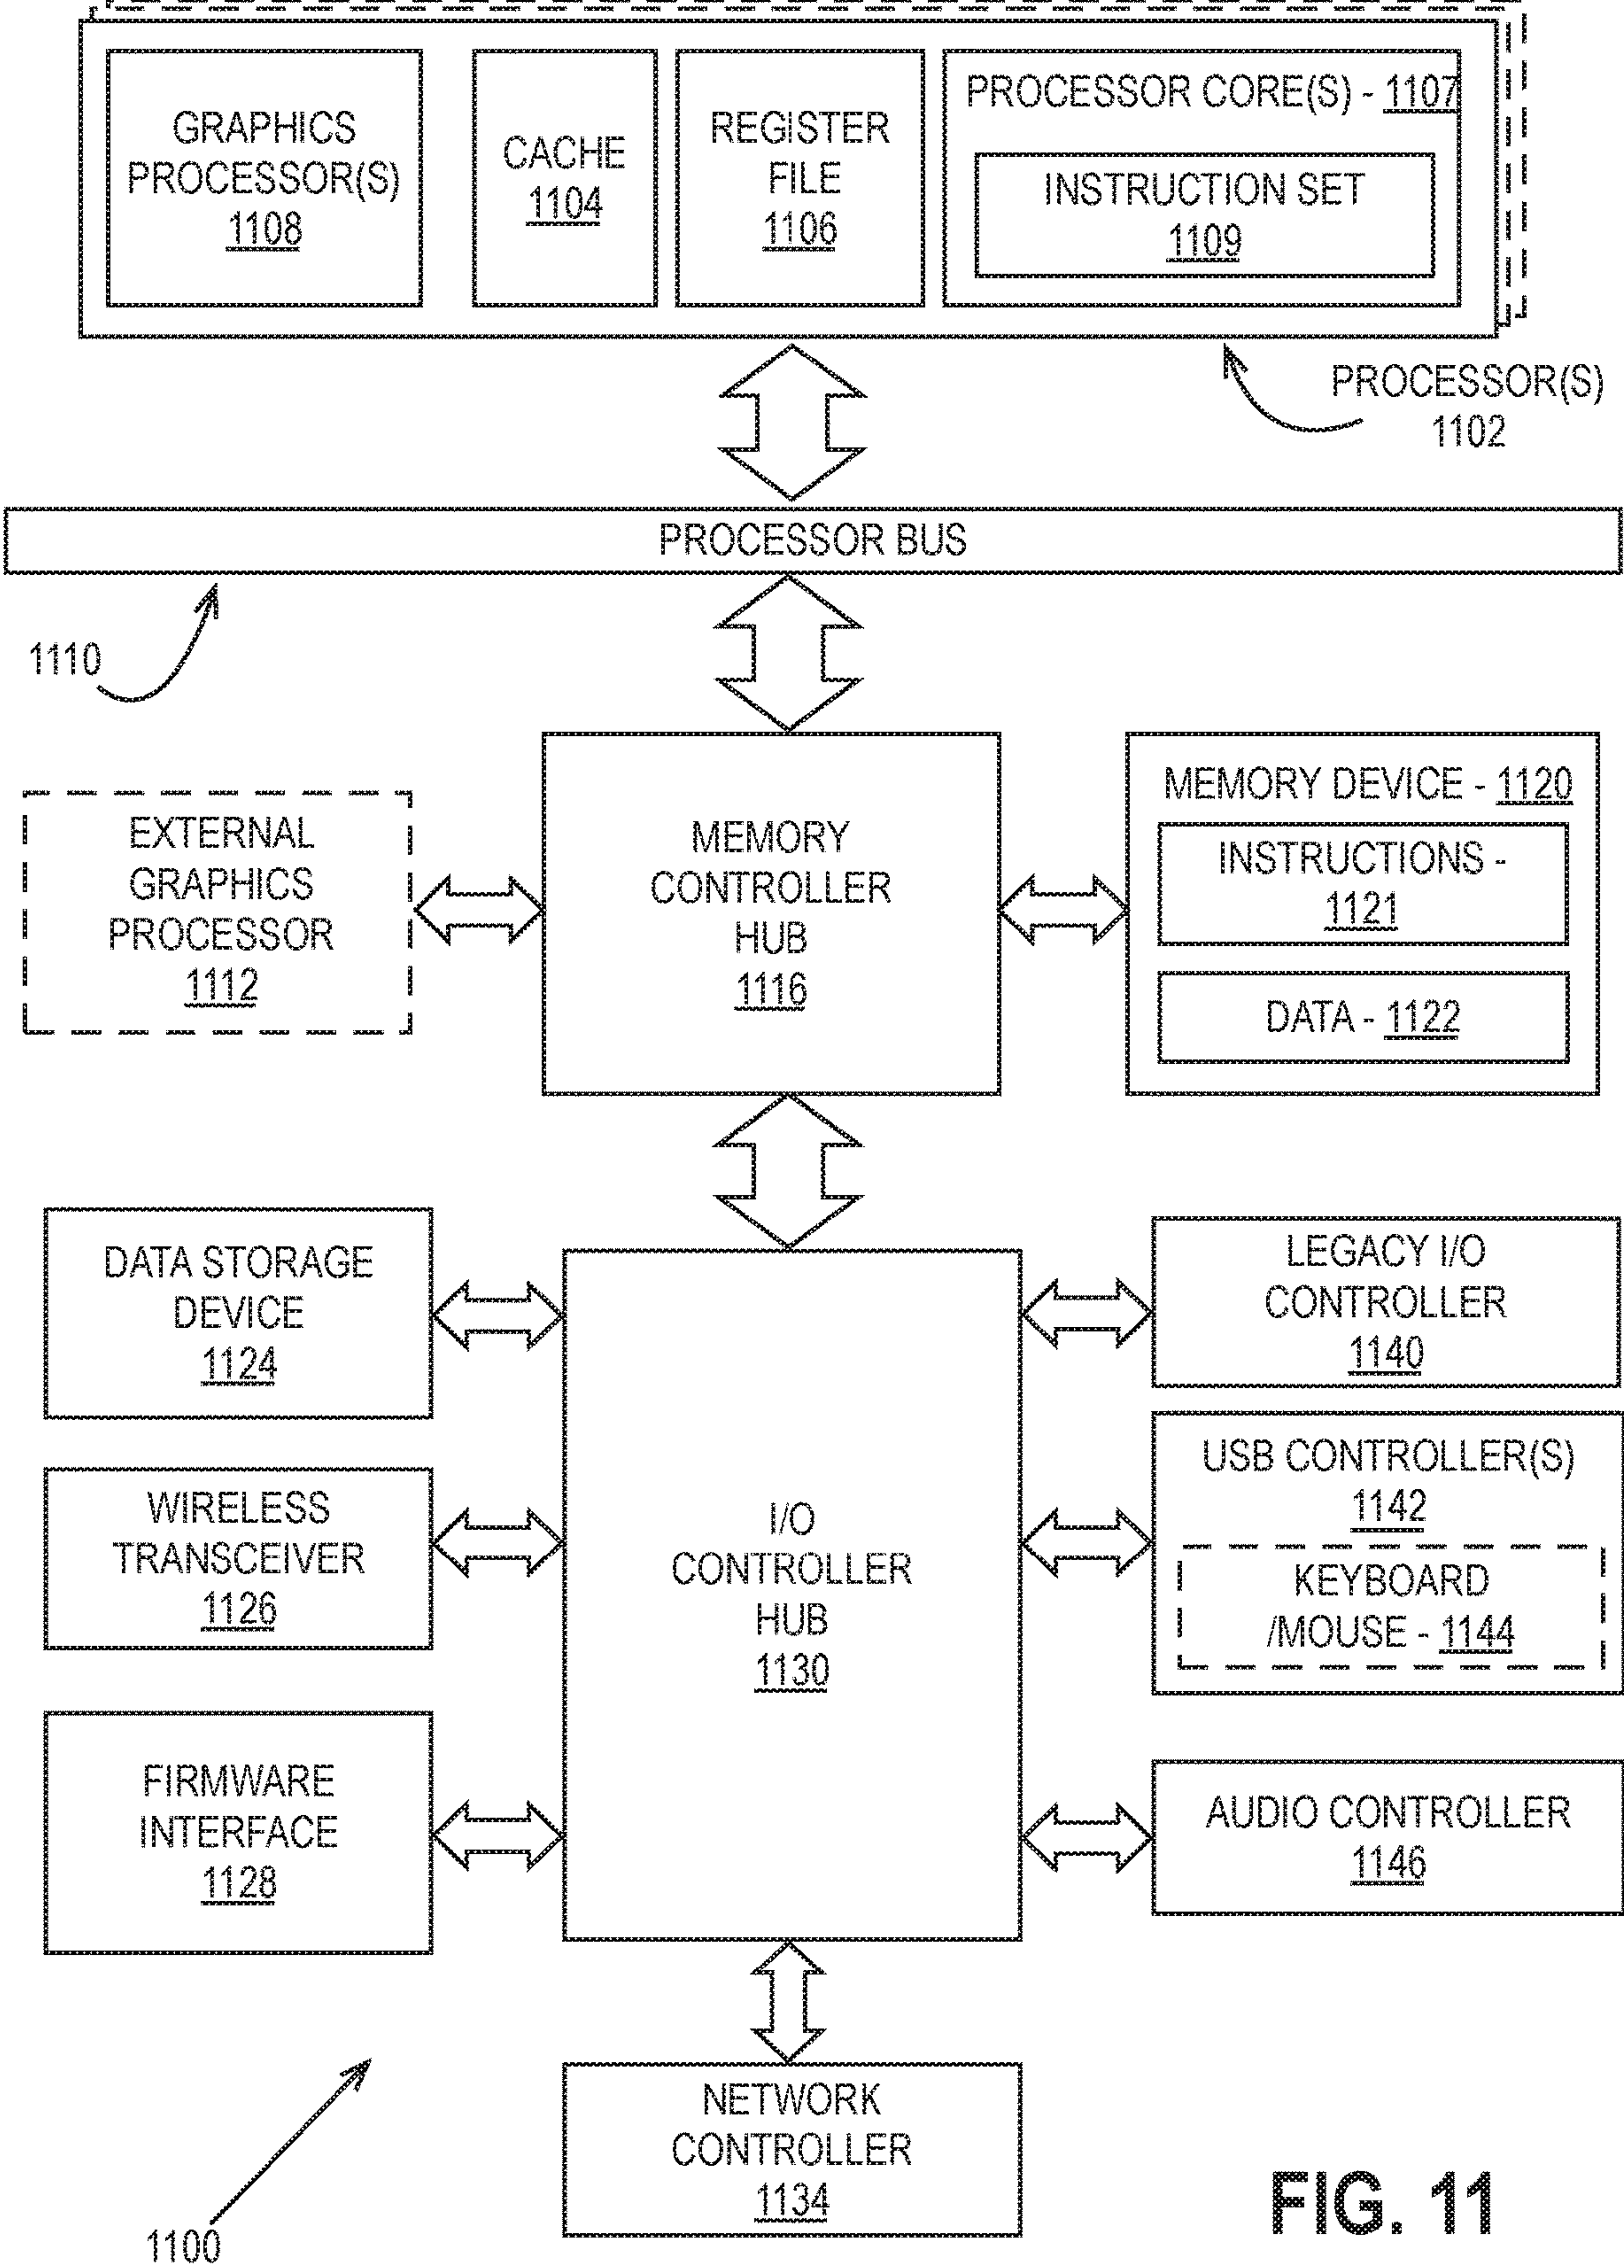 GRAPHICS
PROCESSOR(S)
1108
CACHE
1104
REGISTER
FILE
1106
PROCESSOR CORE(S) - 1107
INSTRUCTION SET
1109
PROCESSOR(S)
1102
PROCESSOR BUS
1110
EXTERNAL
GRAPHICS
PROCESSOR
1112
MEMORY
CONTROLLER
HUB
1116
MEMORY DEVICE - 1120
INSTRUCTIONS -
1121
DATA - 1122
DATA STORAGE
DEVICE
1124
WIRELESS
TRANSCEIVER
1126
FIRMWARE
INTERFACE
1128
I/O
CONTROLLER
HUB
1130
LEGACY I/O
CONTROLLER
1140
USB CONTROLLER(S)
1142
KEYBOARD
/MOUSE - 1144
AUDIO CONTROLLER
1146
NETWORK
CONTROLLER
1134
1100
FIG. 11